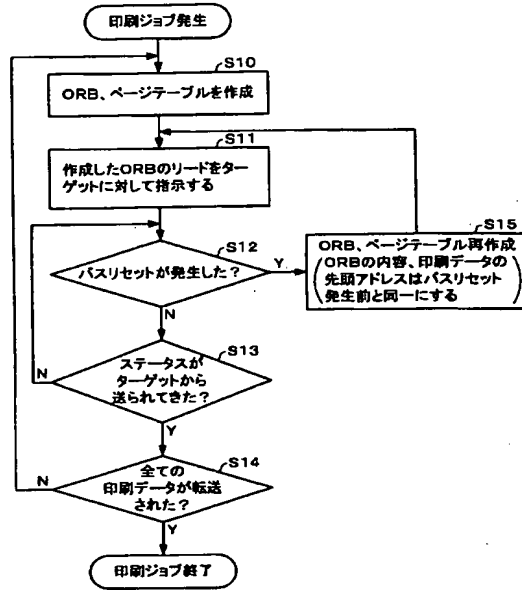 印刷ジョブ発生
S10
ORB、ページテーブルを作成
S11
作成したORBのリードをター
ゲットに対して指示する
S12
バスリセットが発生した?
Y
N
S15
ORB、ページテーブル再作成
ORBの内容、印刷データの
先頭アドレスはバスリセット
発生前と同一にする
S13
ステータスが
ターゲットから
送られてきた?
N
Y
S14
全ての
印刷データが転送
された?
N
Y
印刷ジョブ終了